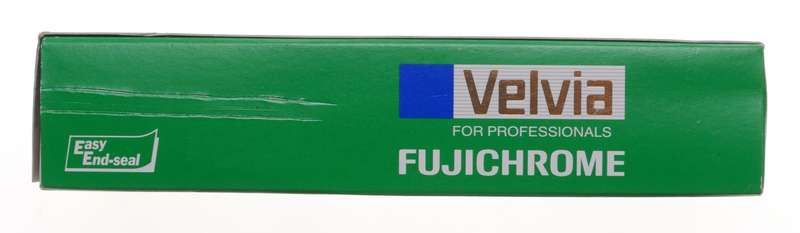 Easy
End-seal
Velvia
FOR PROFESSIONALS
FUJICHROME